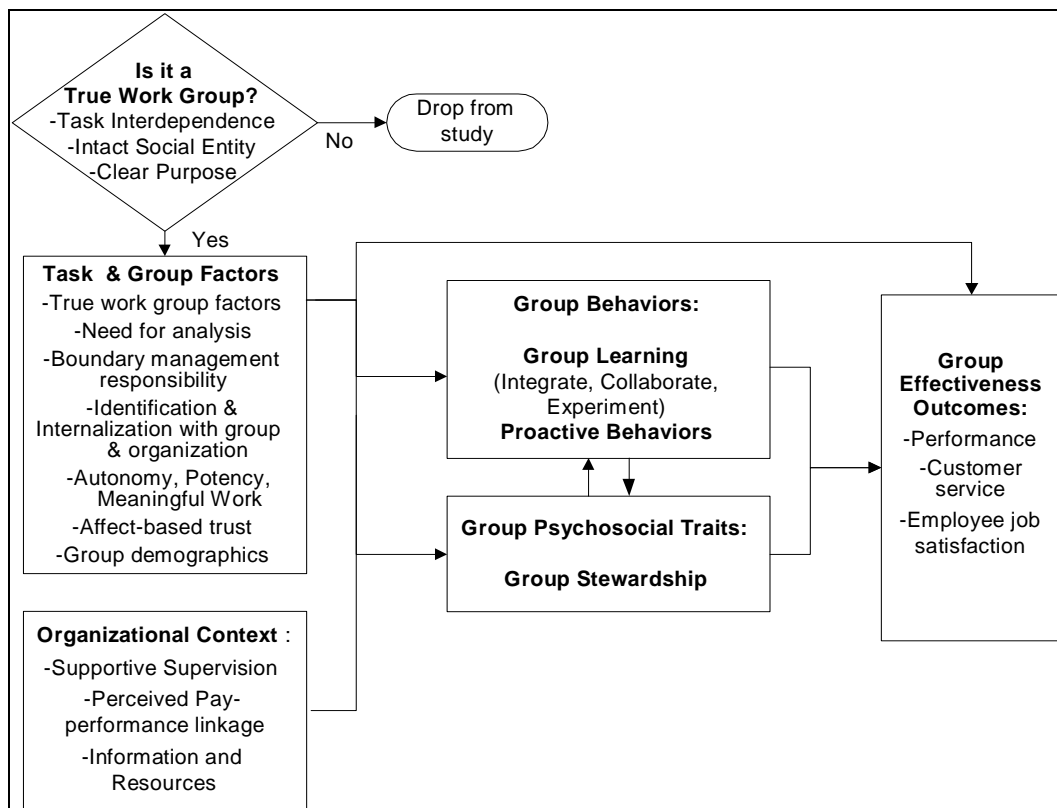 Is it a
True Work Group?
-Task Interdependence
-Intact Social Entity
-Clear Purpose
No
Drop from
study
Yes
Task & Group Factors
-True work group factors
-Need for analysis
-Boundary management
responsibility
-Identification &
Internalization with group
& organization
-Autonomy, Potency,
Meaningful Work
-Affect-based trust
-Group demographics
Organizational Context :
-Supportive Supervision
-Perceived Pay-
performance linkage
-Information and
Resources
Group Behaviors:
Group Learning
(Integrate, Collaborate,
Experiment)
Proactive Behaviors
Group Psychosocial Traits:
Group Stewardship
Group
Effectiveness
Outcomes:
-Performance
-Customer
service
-Employee job
satisfaction